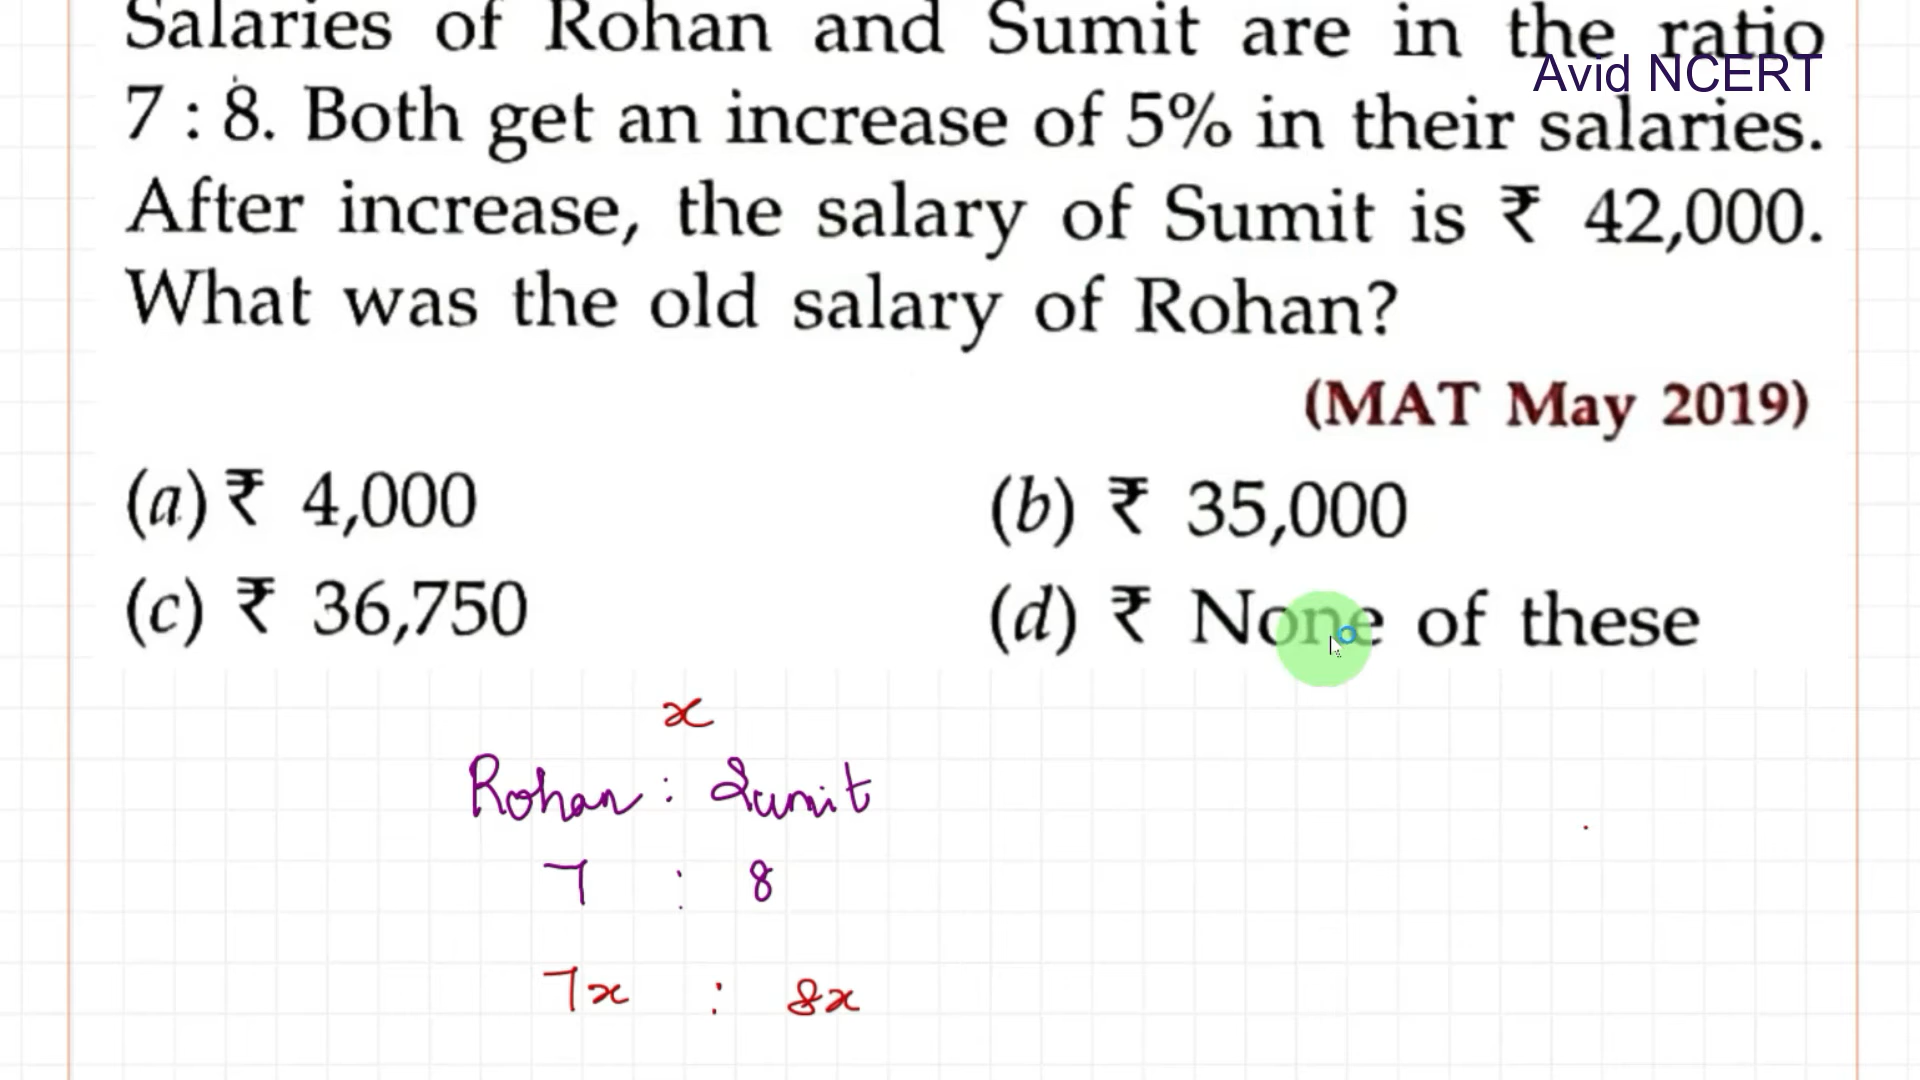 Salaries of Rohan and Sumit are in the ratio
Avid NCERT
7 : 8. Both get an increase of 5% in their salaries.
After increase, the salary of Sumit is ₹ 42,000.
What was the old salary of Rohan?
(MAT May 2019)
(a) ₹ 4,000 (b) ₹ 35,000
(c) ₹ 36,750 (d) ₹ None of these
x
Rohan : Sumit
7 : 8
7x : 8x